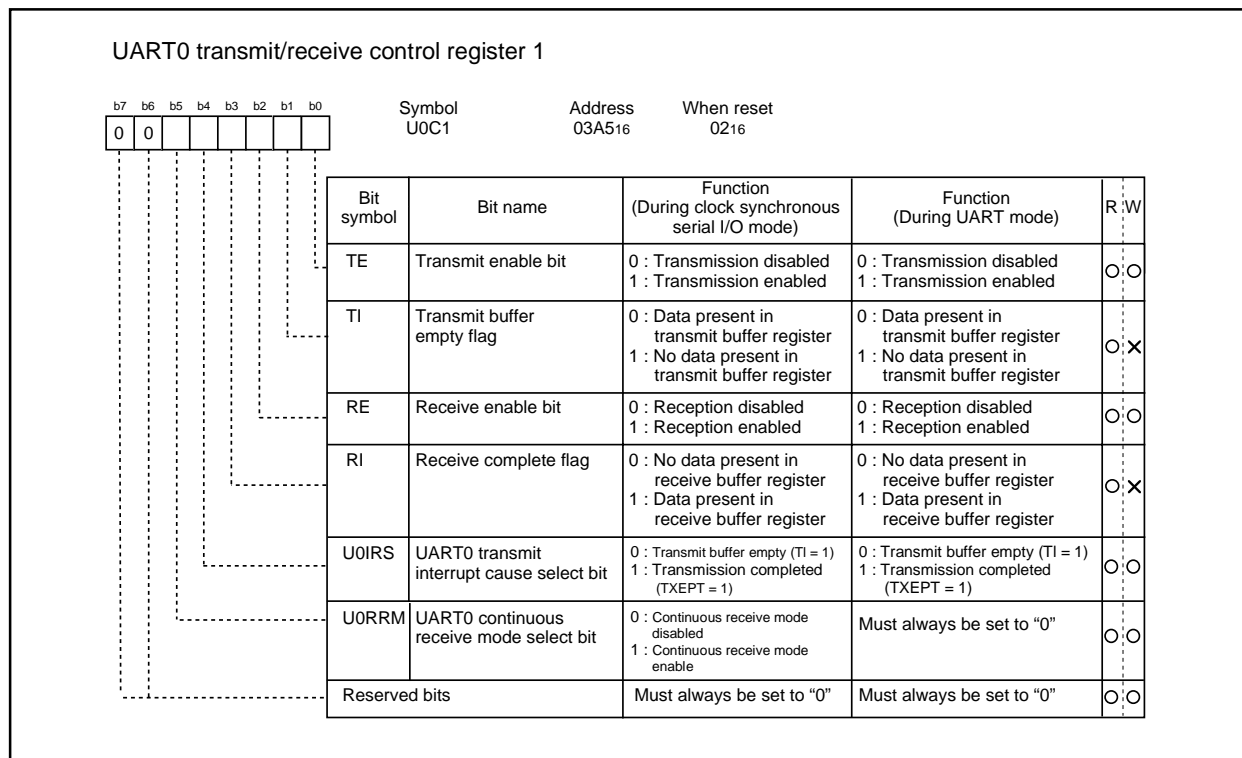 UART0 transmit/receive control register 1
b7 b6 b5 b4 b3 b2 b1 b0
0 0
Symbol Address When reset
U0C1 03A516 0216
Bit symbol Bit name Function (During clock synchronous serial I/O mode) Function (During UART mode) R W
TE Transmit enable bit 0 : Transmission disabled 0 : Transmission disabled
1 : Transmission enabled 1 : Transmission enabled
TI Transmit buffer 0 : Data present in 0 : Data present in
empty flag transmit buffer register transmit buffer register
1 : No data present in 1 : No data present in
transmit buffer register transmit buffer register
RE Receive enable bit 0 : Reception disabled 0 : Reception disabled
1 : Reception enabled 1 : Reception enabled
RI Receive complete flag 0 : No data present in 0 : No data present in
receive buffer register receive buffer register
1 : Data present in 1 : Data present in
receive buffer register receive buffer register
U0IRS UART0 transmit 0 : Transmit buffer empty (TI = 1) 0 : Transmit buffer empty (TI = 1)
interrupt cause select bit 1 : Transmission completed 1 : Transmission completed
(TXEPT = 1) (TXEPT = 1)
U0RRM UART0 continuous 0 : Continuous receive mode Must always be set to “0”
receive mode select bit disabled
1 : Continuous receive mode
enable
Reserved bits Must always be set to “0” Must always be set to “0”